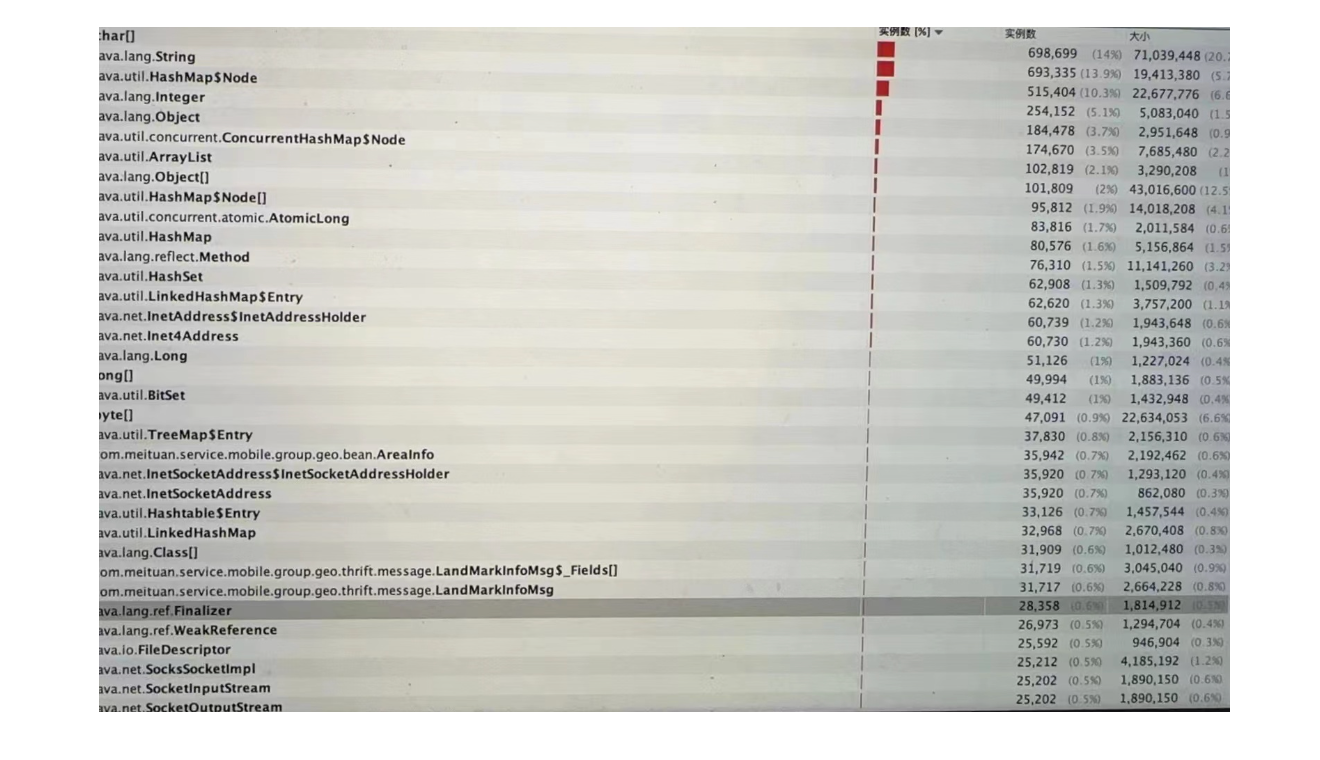 实例数 [%] 实例数 大小
har[] 698,699 (14%) 71,039,448 (20.
ava.lang.String 693,335 (13.9%) 19,413,380 (5.
ava.util.HashMap$Node 515,404 (10.3%) 22,677,776 (6.6
ava.lang.Integer 254,152 (5.1%) 5,083,040 (1.5
ava.lang.Object 184,478 (3.7%) 2,951,648 (0.9
ava.util.concurrent.ConcurrentHashMap$Node 174,670 (3.5%) 7,685,480 (2.2
ava.util.ArrayList 102,819 (2.1%) 3,290,208 (1
ava.lang.Object[] 101,809 (2%) 43,016,600 (12.5
ava.util.HashMap$Node[] 95,812 (1.9%) 14,018,208 (4.1
ava.util.concurrent.atomic.AtomicLong 83,816 (1.7%) 2,011,584 (0.6
ava.util.HashMap 80,576 (1.6%) 5,156,864 (1.5
ava.lang.reflect.Method 76,310 (1.5%) 11,141,260 (3.2%
ava.util.HashSet 62,908 (1.3%) 1,509,792 (0.4%
ava.util.LinkedHashMap$Entry 62,620 (1.3%) 3,757,200 (1.1%
ava.net.InetAddress$InetAddressHolder 60,739 (1.2%) 1,943,648 (0.6%
ava.net.Inet4Address 60,730 (1.2%) 1,943,360 (0.6%
ava.lang.Long 51,126 (1%) 1,227,024 (0.4%
ong[] 49,994 (1%) 1,883,136 (0.5%
ava.util.BitSet 49,412 (1%) 1,432,948 (0.4%
yte[] 47,091 (0.9%) 22,634,053 (6.6%
ava.util.TreeMap$Entry 37,830 (0.8%) 2,156,310 (0.6%
om.meituan.service.mobile.group.geo.bean.AreaInfo 35,942 (0.7%) 2,192,462 (0.6%
ava.net.InetSocketAddress$InetSocketAddressHolder 35,920 (0.7%) 1,293,120 (0.4%)
ava.net.InetSocketAddress 35,920 (0.7%) 862,080 (0.3%)
ava.util.Hashtable$Entry 33,126 (0.7%) 1,457,544 (0.4%)
ava.util.LinkedHashMap 32,968 (0.7%) 2,670,408 (0.8%)
ava.lang.Class[] 31,909 (0.6%) 1,012,480 (0.3%)
om.meituan.service.mobile.group.geo.thrift.message.LandMarkInfoMsg$_Fields[] 31,719 (0.6%) 3,045,040 (0.9%)
om.meituan.service.mobile.group.geo.thrift.message.LandMarkInfoMsg 31,717 (0.6%) 2,664,228 (0.8%)
ava.lang.ref.Finalizer 28,358 (0.6%) 1,814,912
ava.lang.ref.WeakReference 26,973 (0.5%) 1,294,704 (0.4%)
ava.io.FileDescriptor 25,592 (0.5%) 946,904 (0.3%)
ava.net.SocksSocketImpl 25,212 (0.5%) 4,185,192 (1.2%)
ava.net.SocketInputStream 25,202 (0.5%) 1,890,150 (0.6%)
ava.net.SocketOutputStream 25,202 (0.5%) 1,890,150 (0.6%)